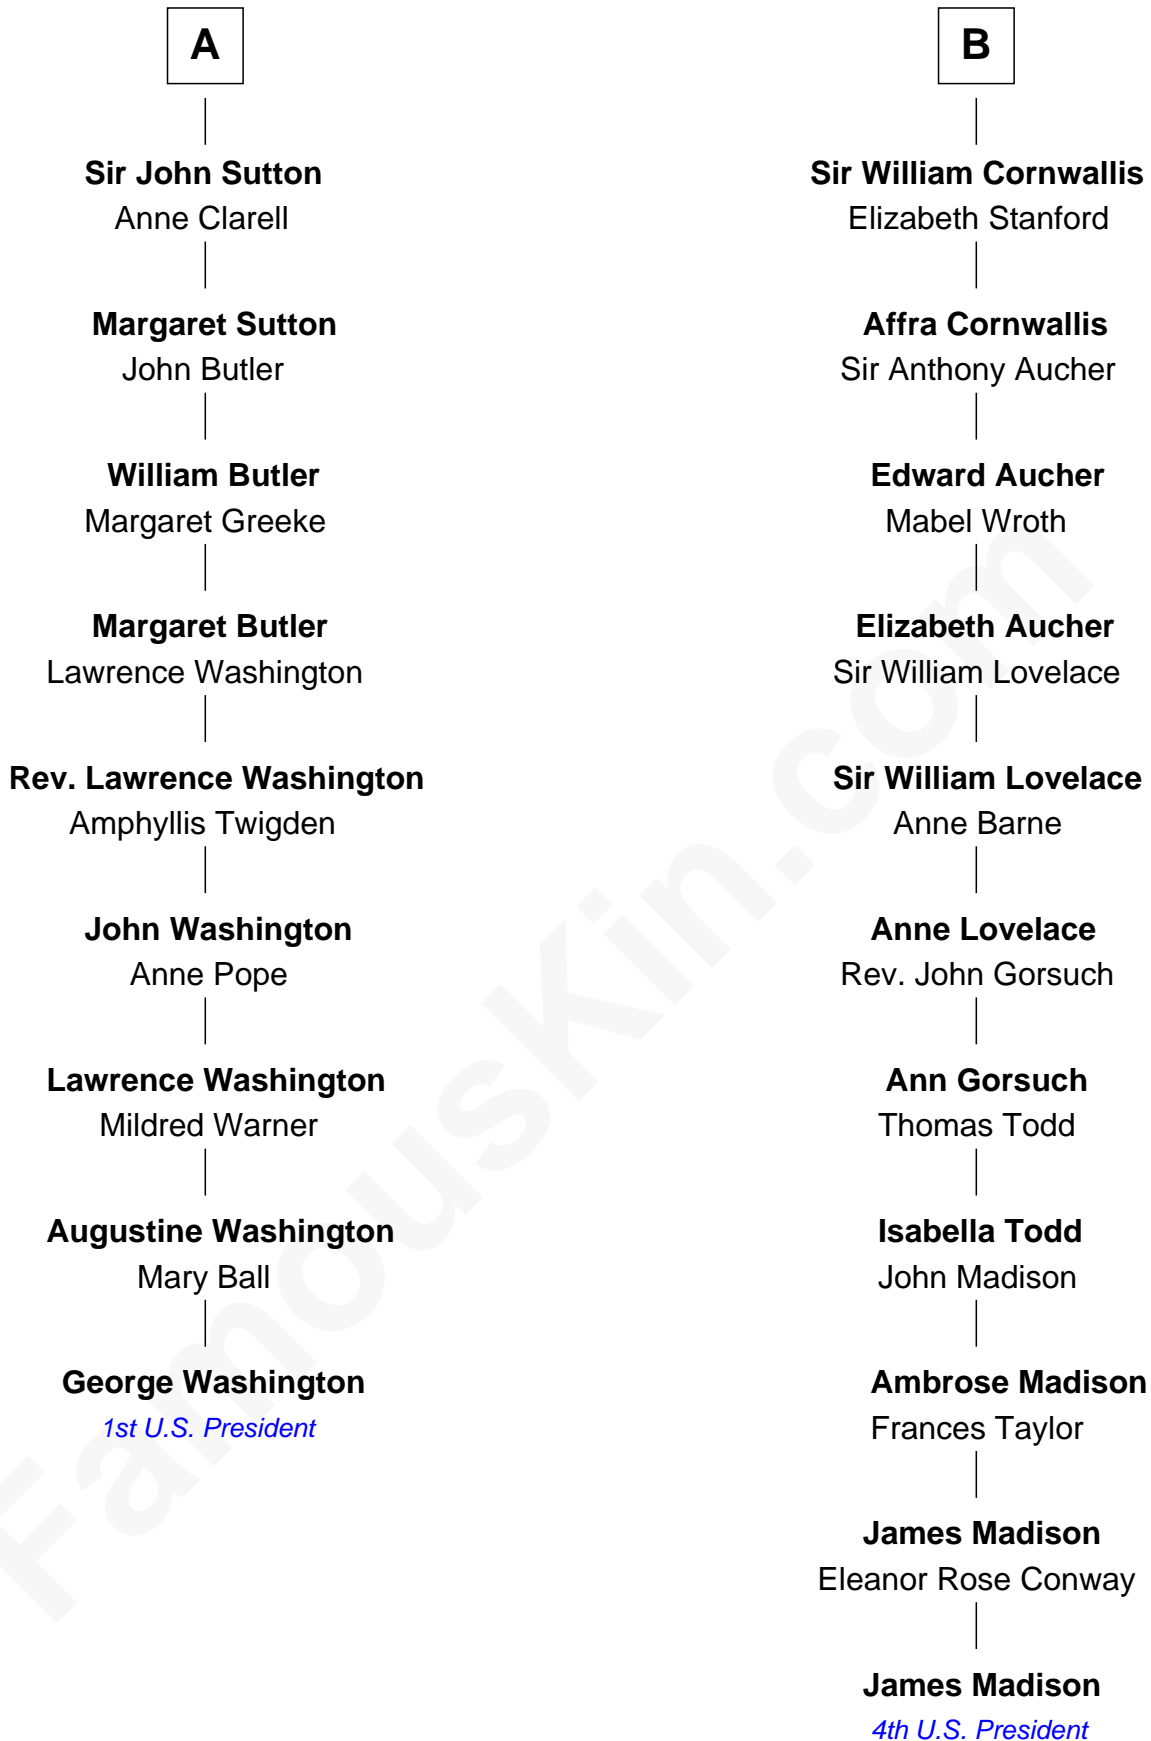 A
Sir John Sutton
Anne Clarell
Margaret Sutton
John Butler
William Butler
Margaret Greeke
Margaret Butler
Lawrence Washington
Rev. Lawrence Washington
Amphyllis Twigden
John Washington
Anne Pope
Lawrence Washington
Mildred Warner
Augustine Washington
Mary Ball
George Washington
1st U.S. President
B
Sir William Cornwallis
Elizabeth Stanford
Affra Cornwallis
Sir Anthony Aucher
Edward Aucher
Mabel Wroth
Elizabeth Aucher
Sir William Lovelace
Sir William Lovelace
Anne Barne
Anne Lovelace
Rev. John Gorsuch
Ann Gorsuch
Thomas Todd
Isabella Todd
John Madison
Ambrose Madison
Frances Taylor
James Madison
Eleanor Rose Conway
James Madison
4th U.S. President
FamousKin.com